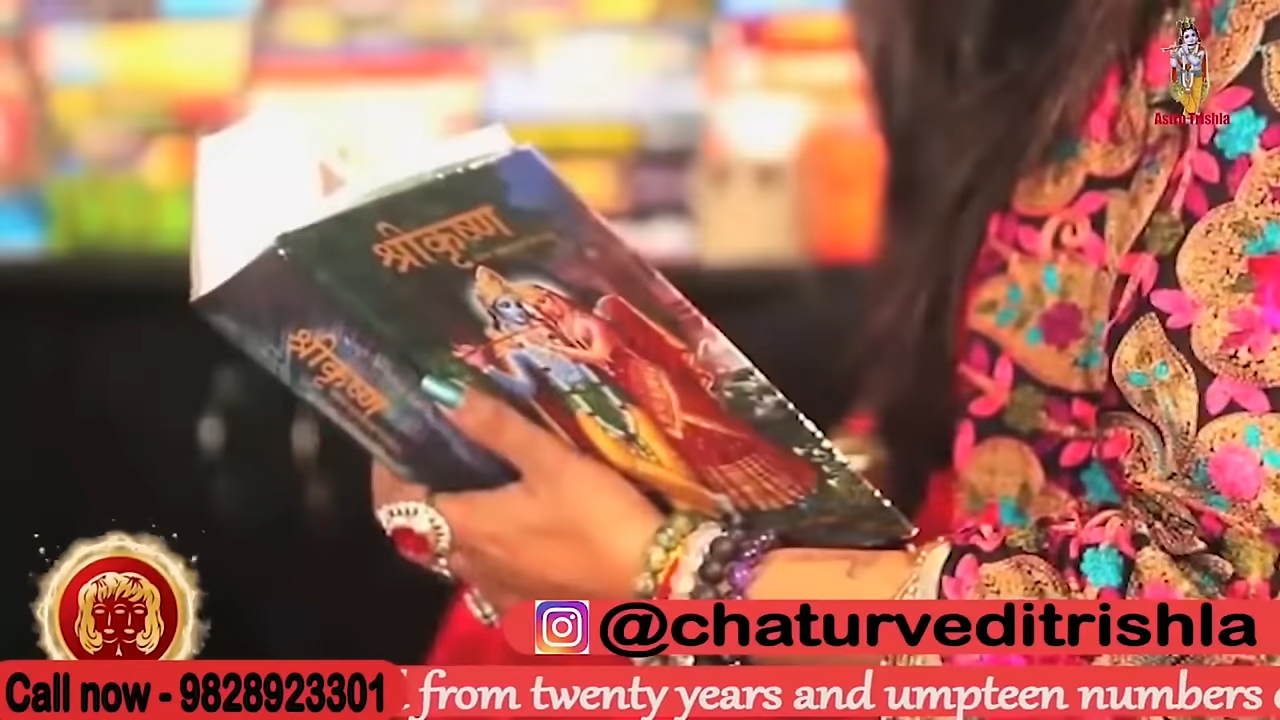 Astro Trishla
श्रीकृष्ण
श्रीकृष्ण
@chaturveditrishla
Call now - 9828923301
from twenty years and umpteen numbers